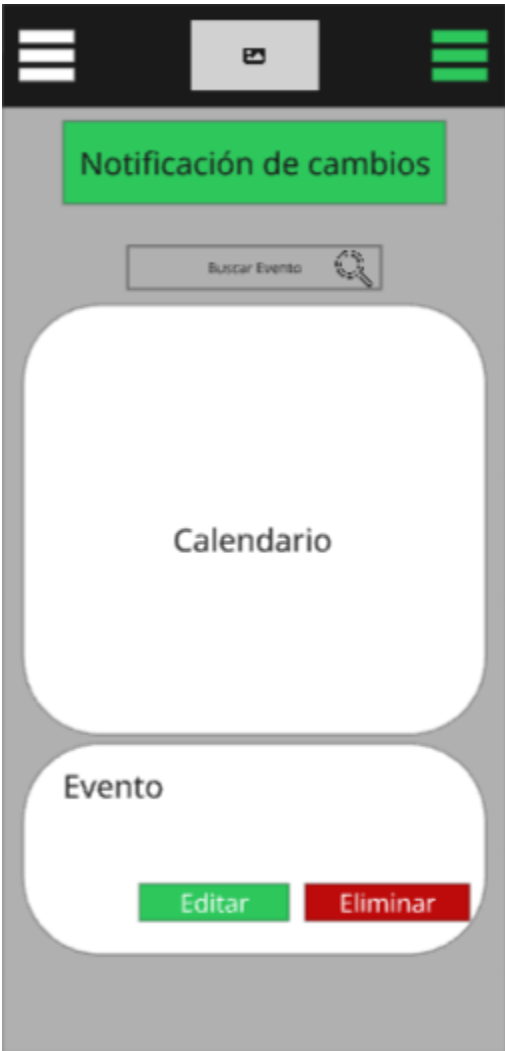 Notificación de cambios
Buscar Evento
Calendario
Evento
Editar
Eliminar